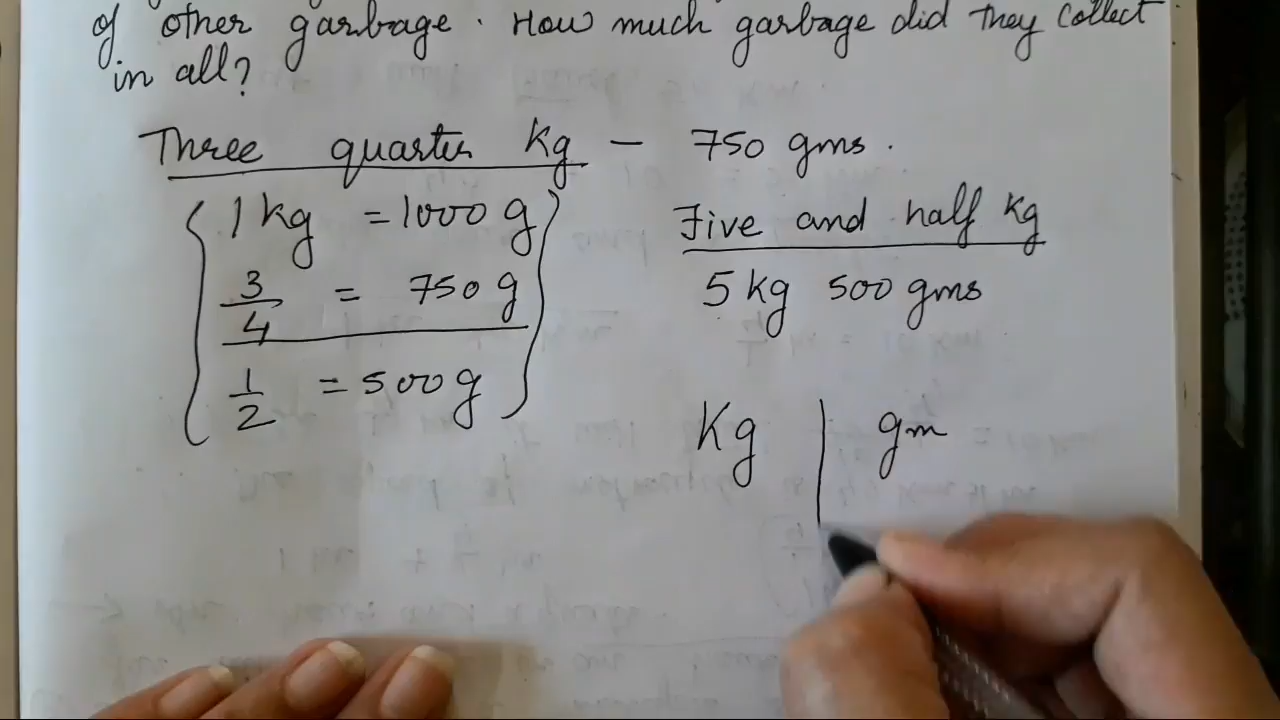 of other garbage. How much garbage did they collect
in all?
Three quarter Kg - 750 gms.
1 kg = 1000 g
3/4 = 750 g
1/2 = 500 g
Five and half Kg
5 kg 500 gms
Kg | gm